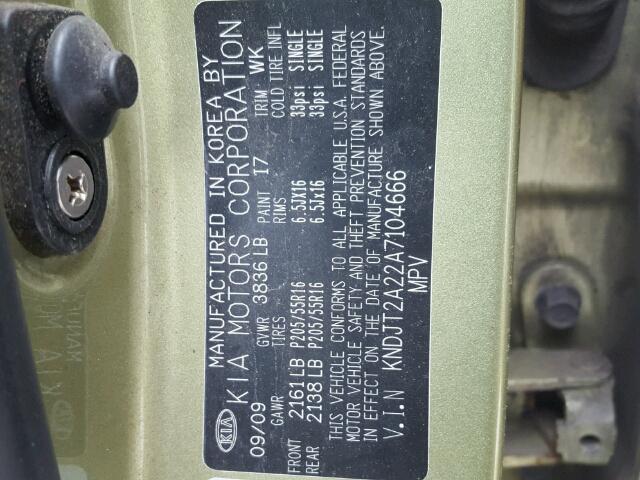 MANUFACTURED IN KOREA BY
KIA KIA MOTORS CORPORATION
09/09 GVWR 3836 LB PAINT I7 TRIM WK
GAWR TIRES RIMS COLD TIRE INFL
FRONT 2161 LB P205/55R16 6.5JX16 33psi SINGLE
REAR 2138 LB P205/55R16 6.5Jx16 33psi SINGLE
THIS VEHICLE CONFORMS TO ALL APPLICABLE U.S.A. FEDERAL
MOTOR VEHICLE SAFETY AND THEFT PREVENTION STANDARDS
IN EFFECT ON THE DATE OF MANUFACTURE SHOWN ABOVE.
V.I.N KNDJT2A22A7104666
MPV